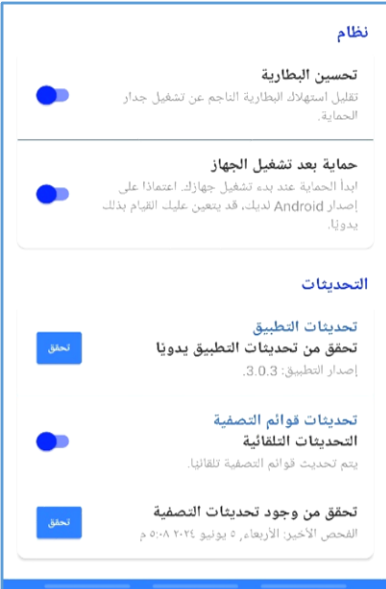 نظام
تحسين البطارية
تقليل استهلاك البطارية الناجم عن تشغيل جدار
الحماية.
حماية بعد تشغيل الجهاز
ابدأ الحماية عند بدء تشغيل جهازك. اعتمادًا على
إصدار Android لديك، قد يتعين عليك القيام بذلك
يدويًا.
التحديثات
تحديثات التطبيق
تحقق من تحديثات التطبيق يدويًا
تحقق
إصدار التطبيق: 3.0.3.
تحديثات قوائم التصفية
التحديثات التلقائية
يتم تحديث قوائم التصفية تلقائيًا.
تحقق من وجود تحديثات التصفية
تحقق
الفحص الأخير: الأربعاء, ٥ يونيو ٢٠٢٤ ٥:٠٨ م